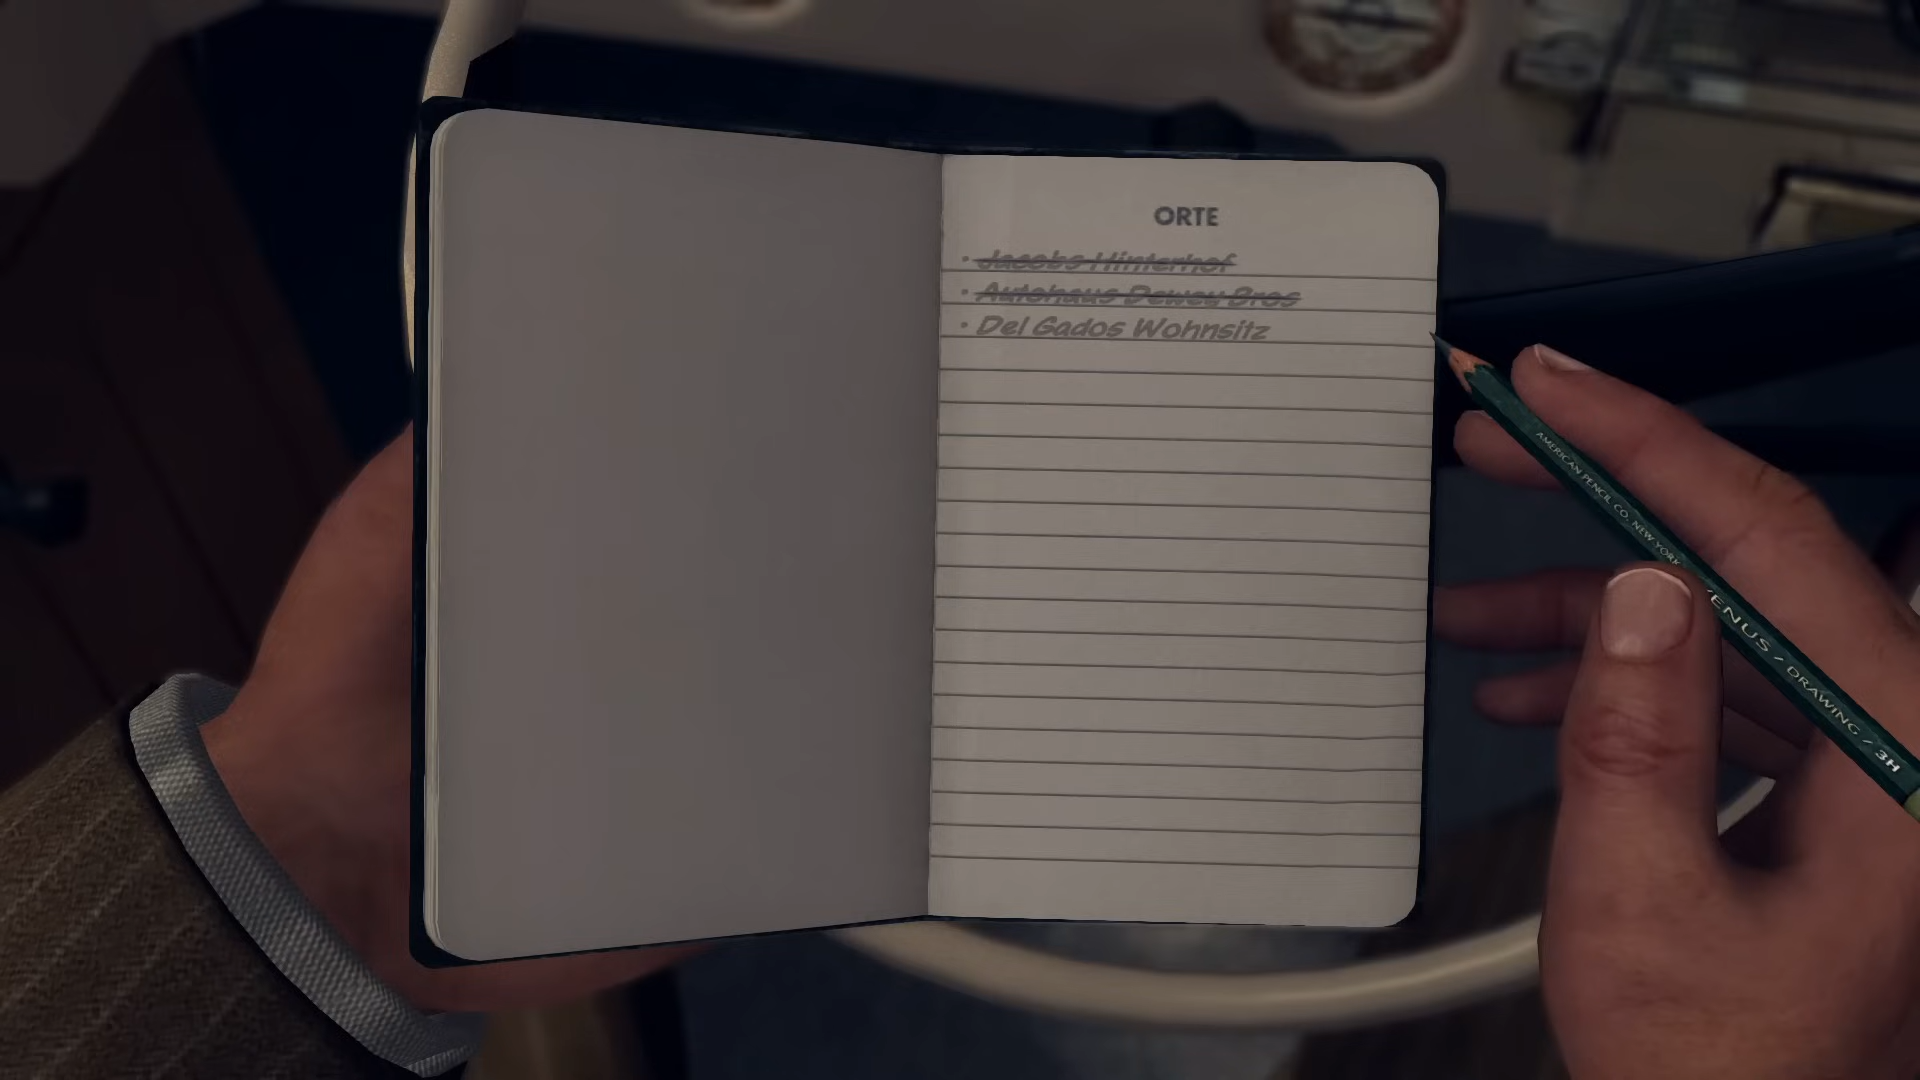 ORTE
· Jacobs Hinterhof
· Autohaus Dewey Bros
· Del Gados Wohnsitz
AMERICAN PENCIL CO. NEW YORK
VENUS / DRAWING / 3H